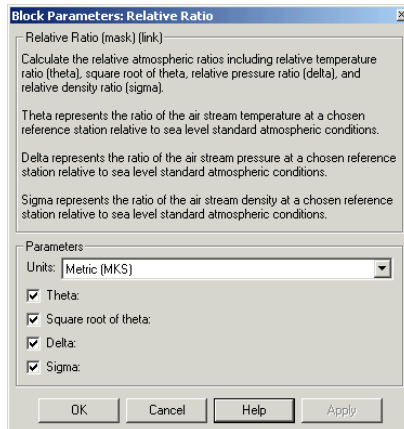 Block Parameters: Relative Ratio
Relative Ratio (mask) (link)
Calculate the relative atmospheric ratios including relative temperature
ratio (theta), square root of theta, relative pressure ratio (delta), and
relative density ratio (sigma).
Theta represents the ratio of the air stream temperature at a chosen
reference station relative to sea level standard atmospheric conditions.
Delta represents the ratio of the air stream pressure at a chosen reference
station relative to sea level standard atmospheric conditions.
Sigma represents the ratio of the air stream density at a chosen reference
station relative to sea level standard atmospheric conditions.
Parameters
Units: Metric (MKS)
Theta:
Square root of theta:
Delta:
Sigma:
OK Cancel Help Apply